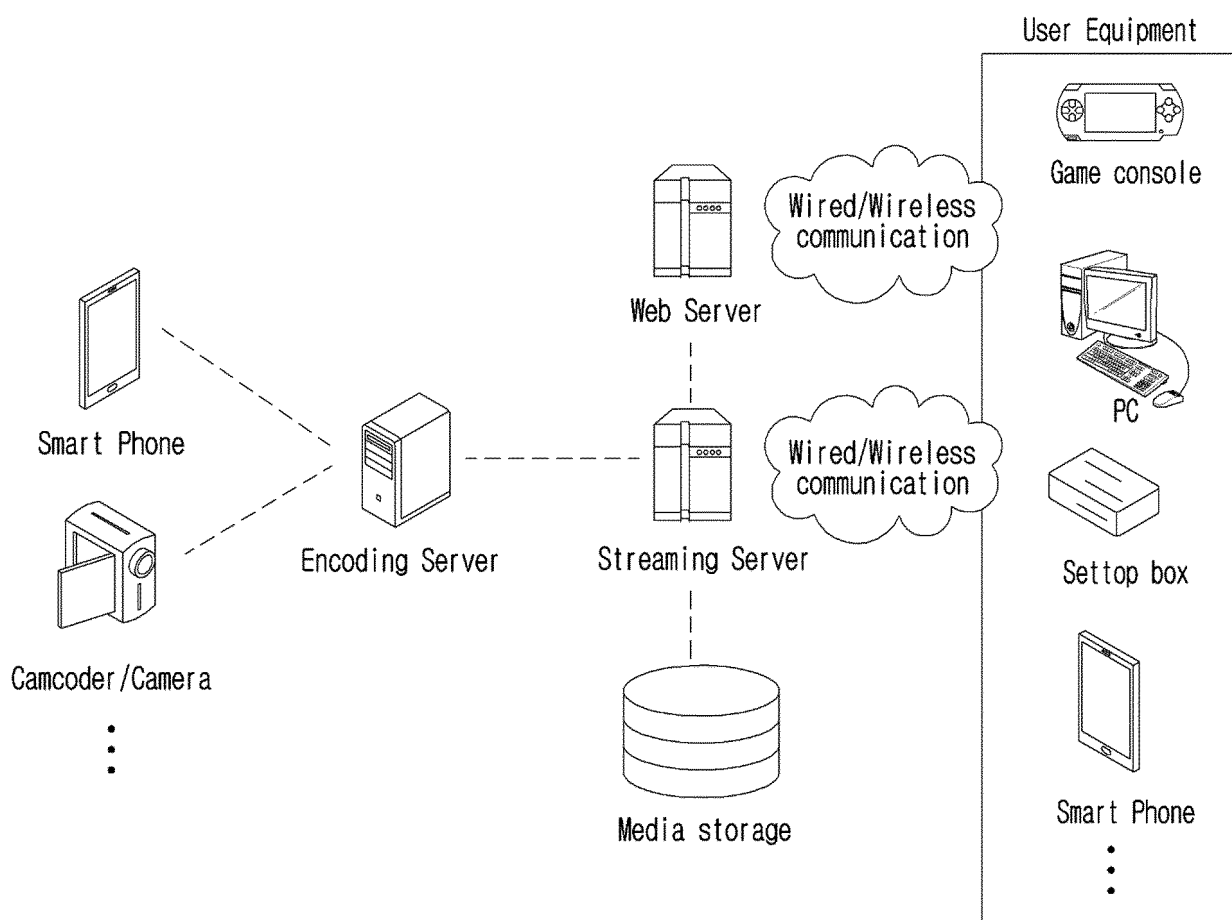 User Equipment
Game console
Wired/Wireless
communication
Web Server
PC
Smart Phone
Wired/Wireless
communication
Encoding Server
Streaming Server
Settop box
Camcoder/Camera
Media storage
Smart Phone